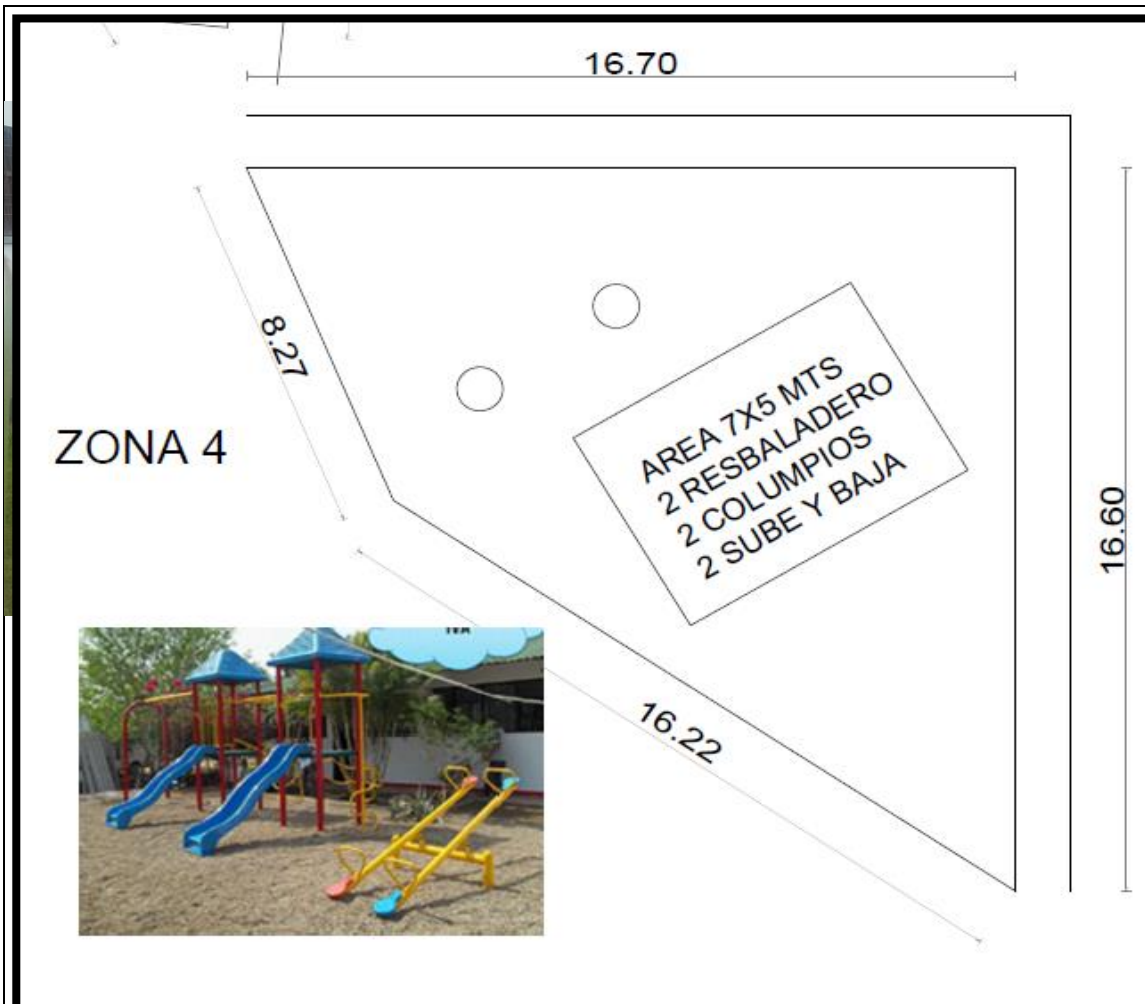 16.70
8.27
ZONA 4
AREA 7X5 MTS
2 RESBALADERO
2 COLUMPIOS
2 SUBE Y BAJA
16.60
IVA
16.22